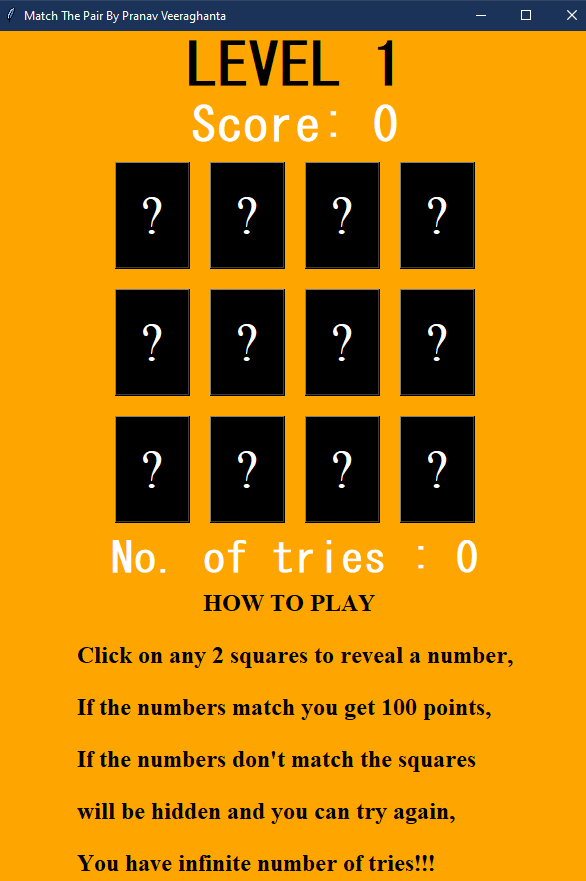 Match The Pair By Pranav Veeraghanta
LEVEL 1
Score: 0
? ? ? ?
? ? ? ?
? ? ? ?
No. of tries : 0
HOW TO PLAY
Click on any 2 squares to reveal a number,
If the numbers match you get 100 points,
If the numbers don't match the squares
will be hidden and you can try again,
You have infinite number of tries!!!